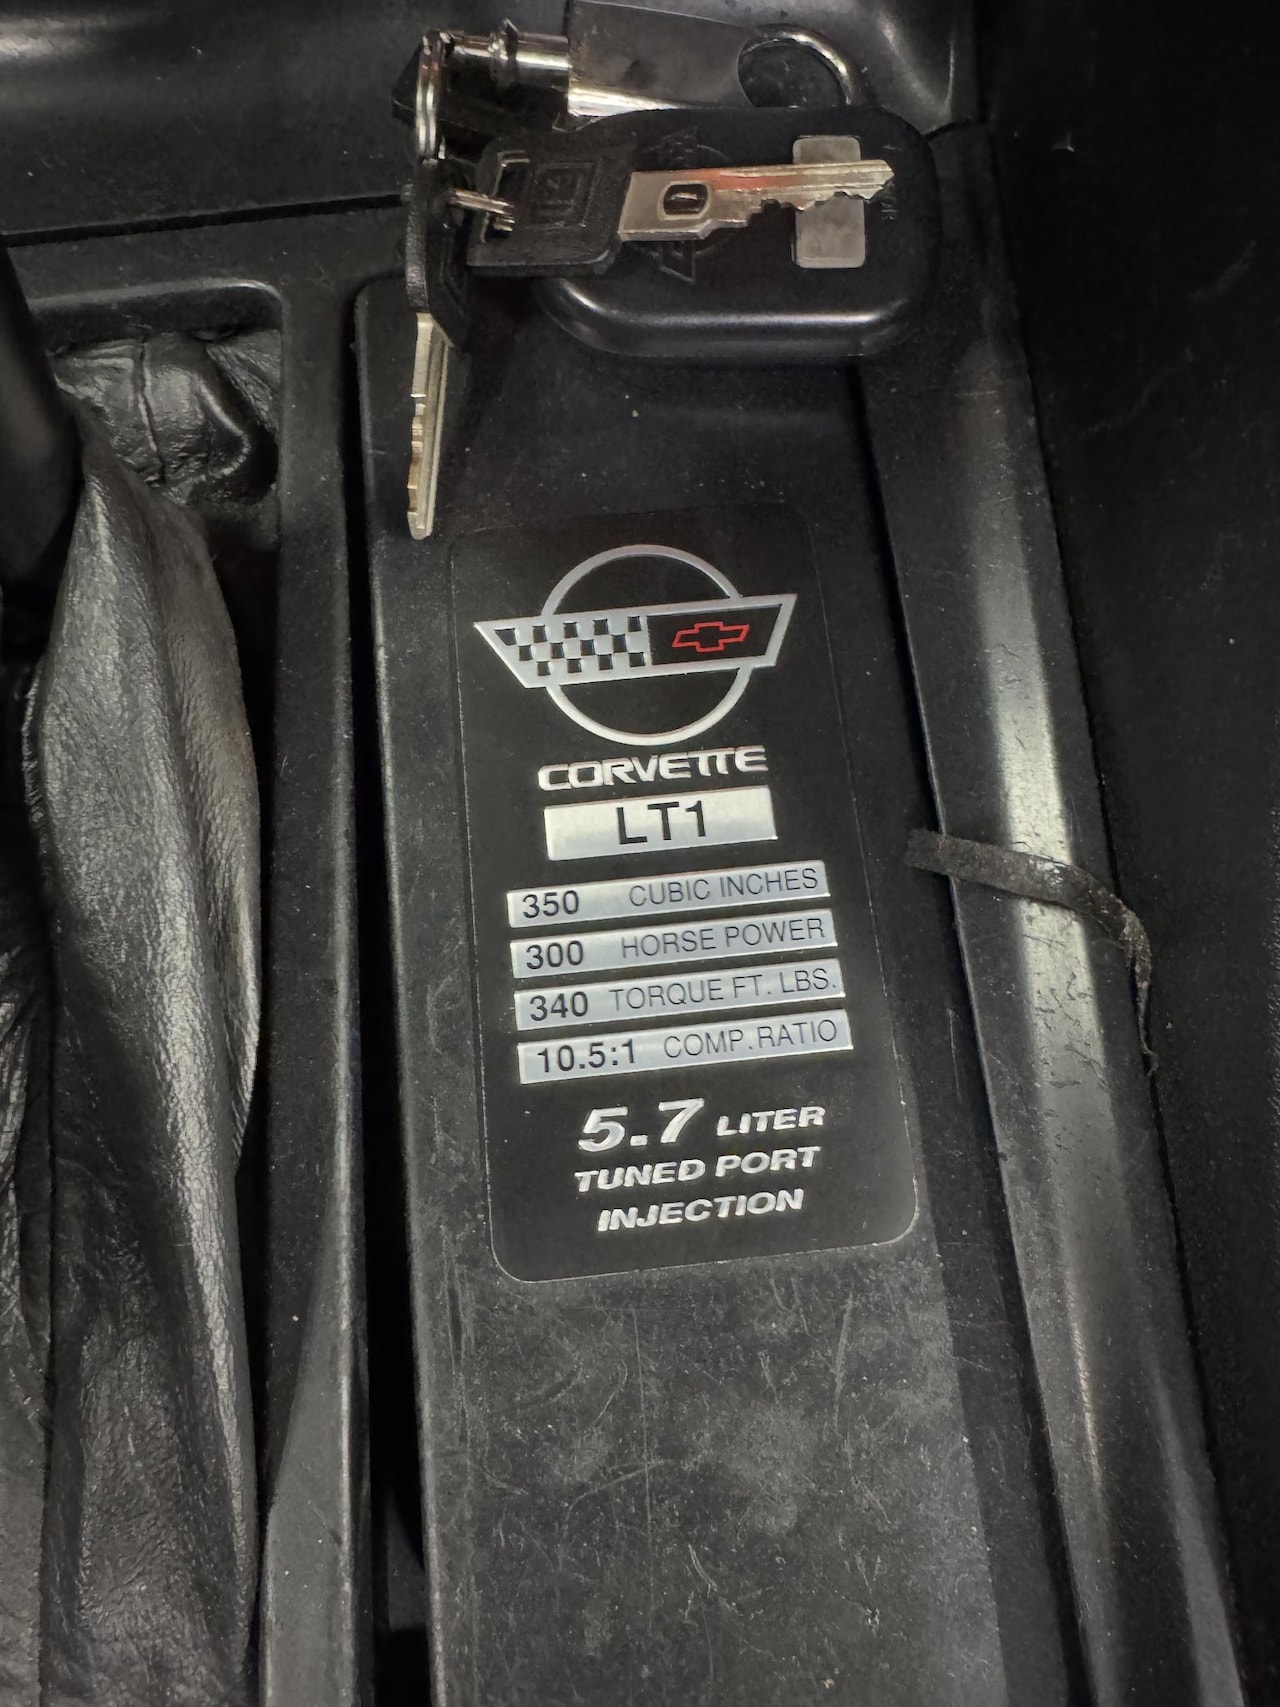 CORVETTE
LT1
350 CUBIC INCHES
300 HORSE POWER
340 TORQUE FT. LBS.
10.5:1 COMP. RATIO
5.7 LITER
TUNED PORT
INJECTION